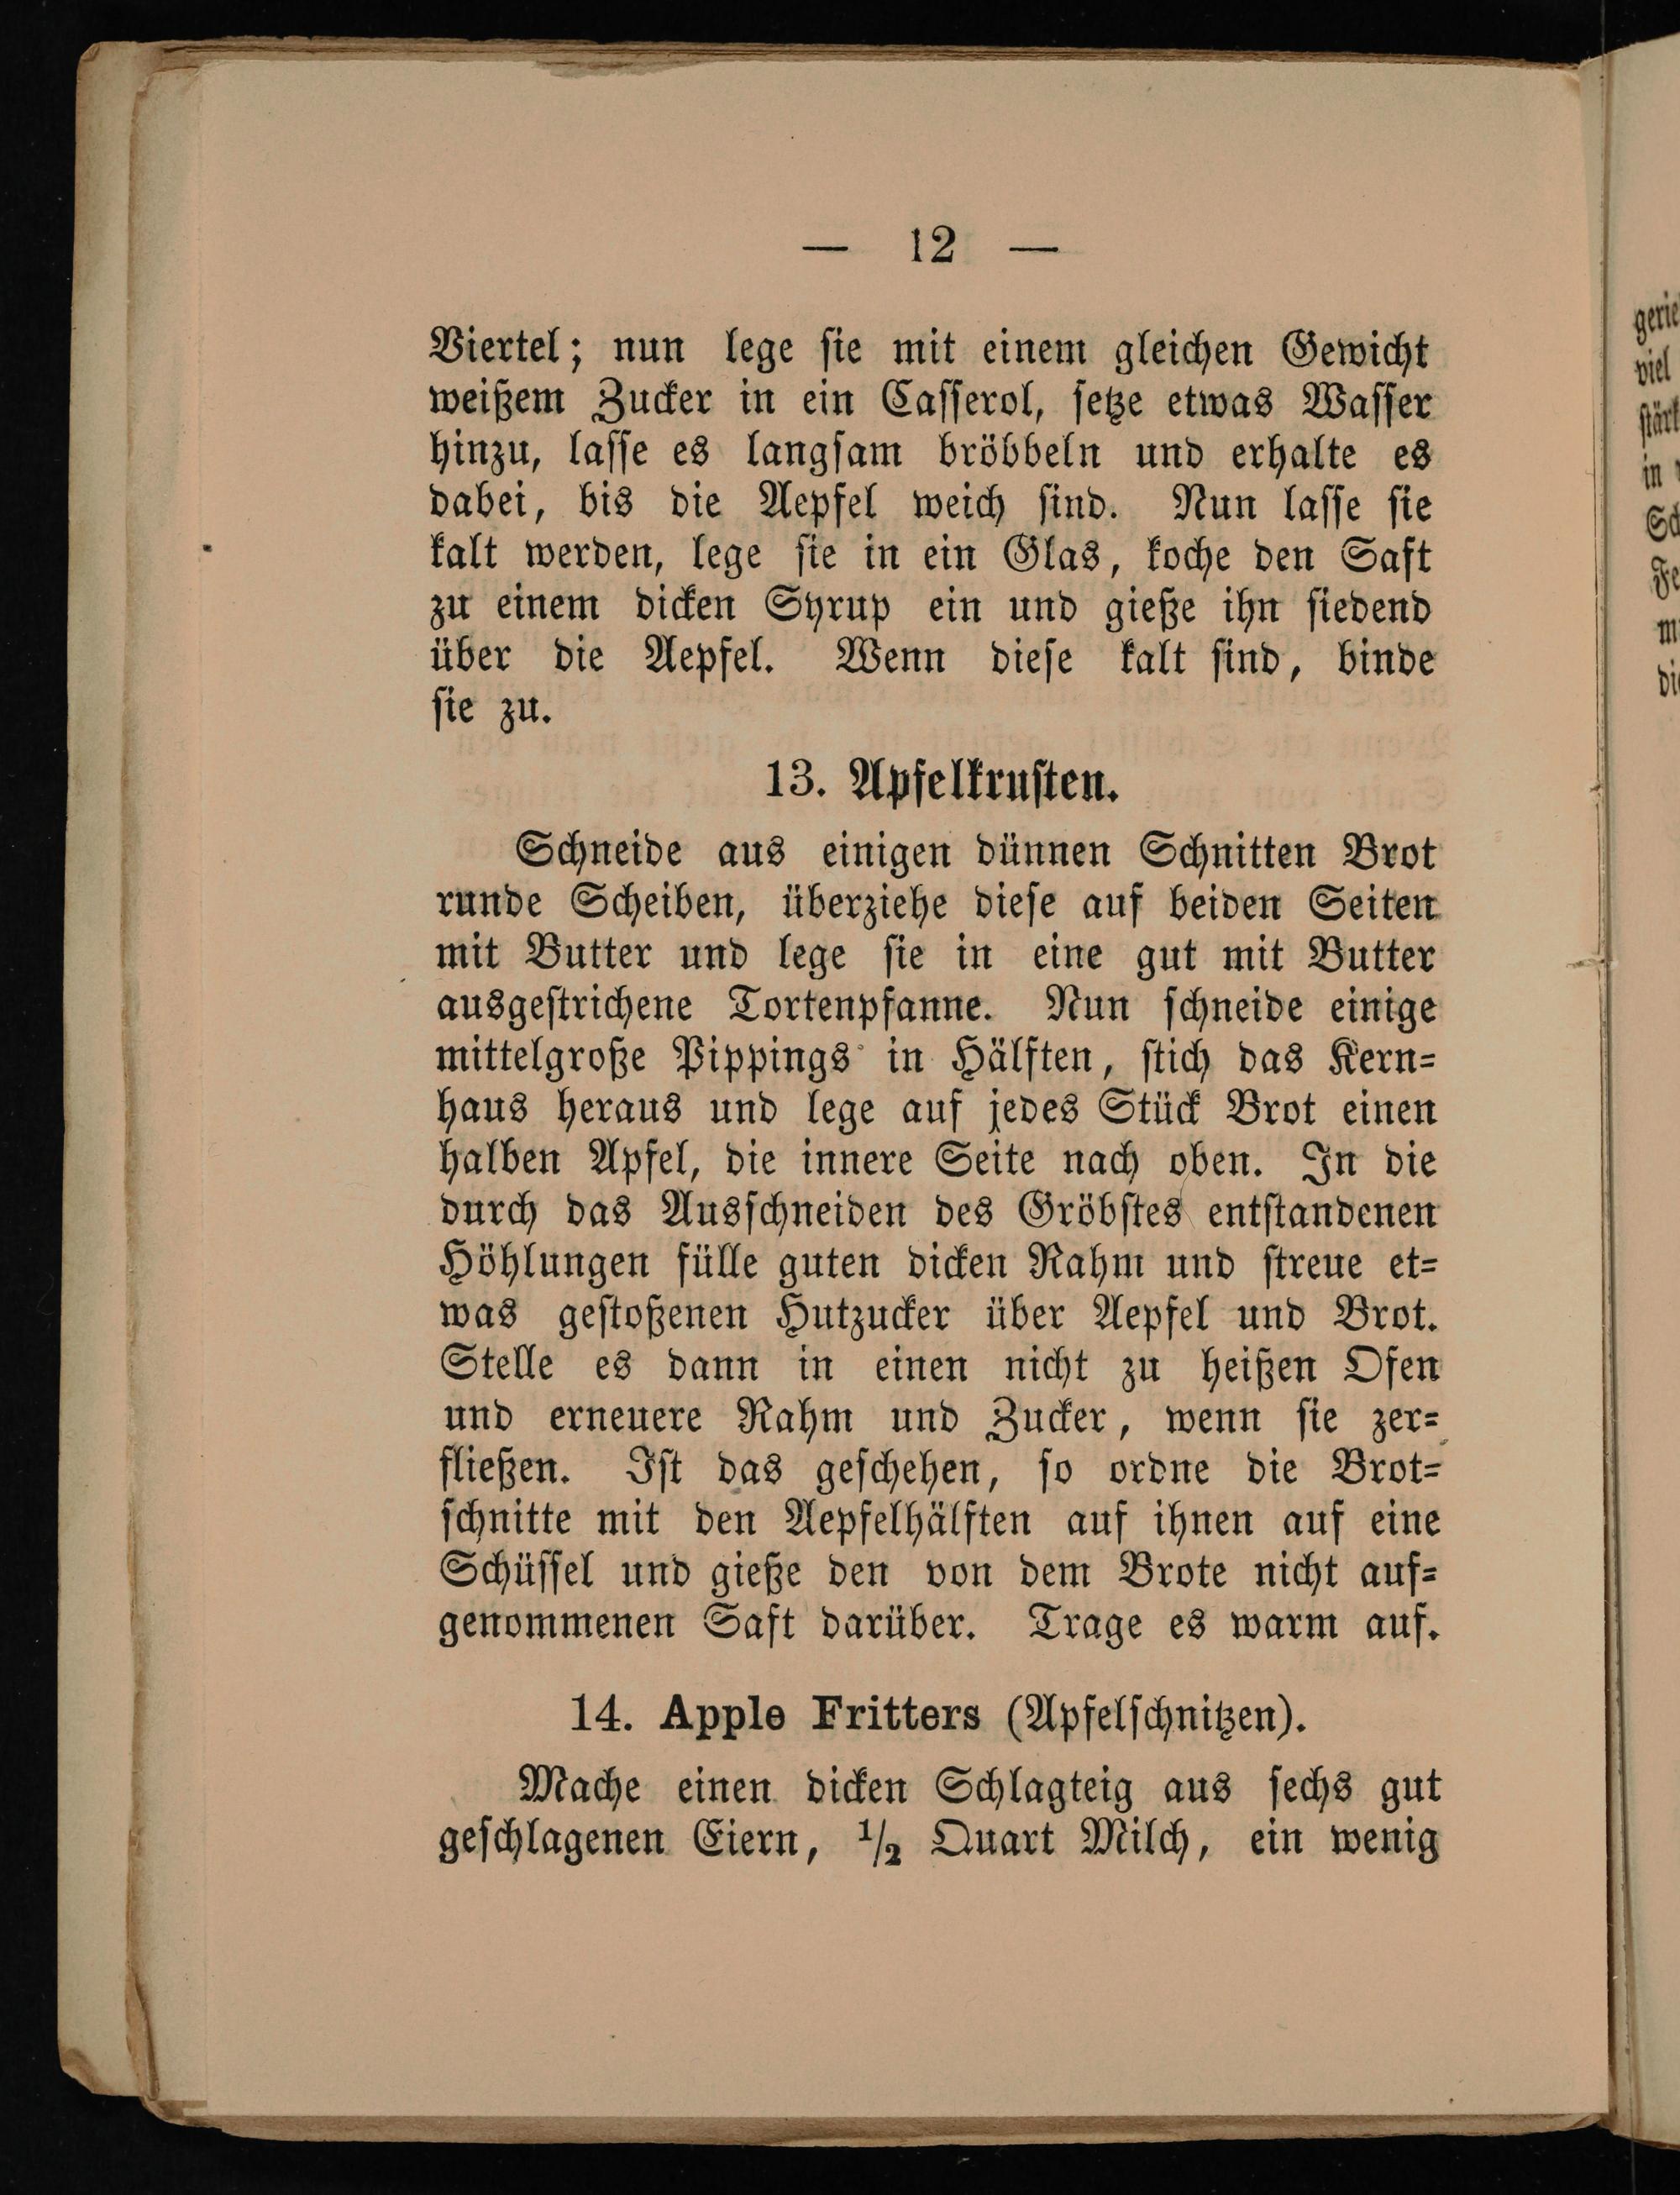 — 12 —
Viertel; nun lege sie mit einem gleichen Gewicht
weißem Zucker in ein Casserol, setze etwas Wasser
hinzu, lasse es langsam bröbbeln und erhalte es
dabei, bis die Aepfel weich sind. Nun lasse sie
kalt werden, lege sie in ein Glas, koche den Saft
zu einem dicken Syrup ein und gieße ihn siedend
über die Aepfel. Wenn diese kalt sind, binde
sie zu.
13. Apfelkrusten.
Schneide aus einigen dünnen Schnitten Brot
runde Scheiben, überziehe diese auf beiden Seiten
mit Butter und lege sie in eine gut mit Butter
ausgestrichene Tortenpfanne. Nun schneide einige
mittelgroße Pippings in Hälften, stich das Kern-
haus heraus und lege auf jedes Stück Brot einen
halben Apfel, die innere Seite nach oben. In die
durch das Ausschneiden des Gröbstes entstandenen
Höhlungen fülle guten dicken Rahm und streue et-
was gestoßenen Hutzucker über Aepfel und Brot.
Stelle es dann in einen nicht zu heißen Ofen
und erneuere Rahm und Zucker, wenn sie zer-
fließen. Ist das geschehen, so ordne die Brot-
schnitte mit den Aepfelhälften auf ihnen auf eine
Schüssel und gieße den von dem Brote nicht auf-
genommenen Saft darüber. Trage es warm auf.
14. Apple Fritters (Apfelschnitzen).
Mache einen dicken Schlagteig aus sechs gut
geschlagenen Eiern, 1/2 Quart Milch, ein wenig
viel
in